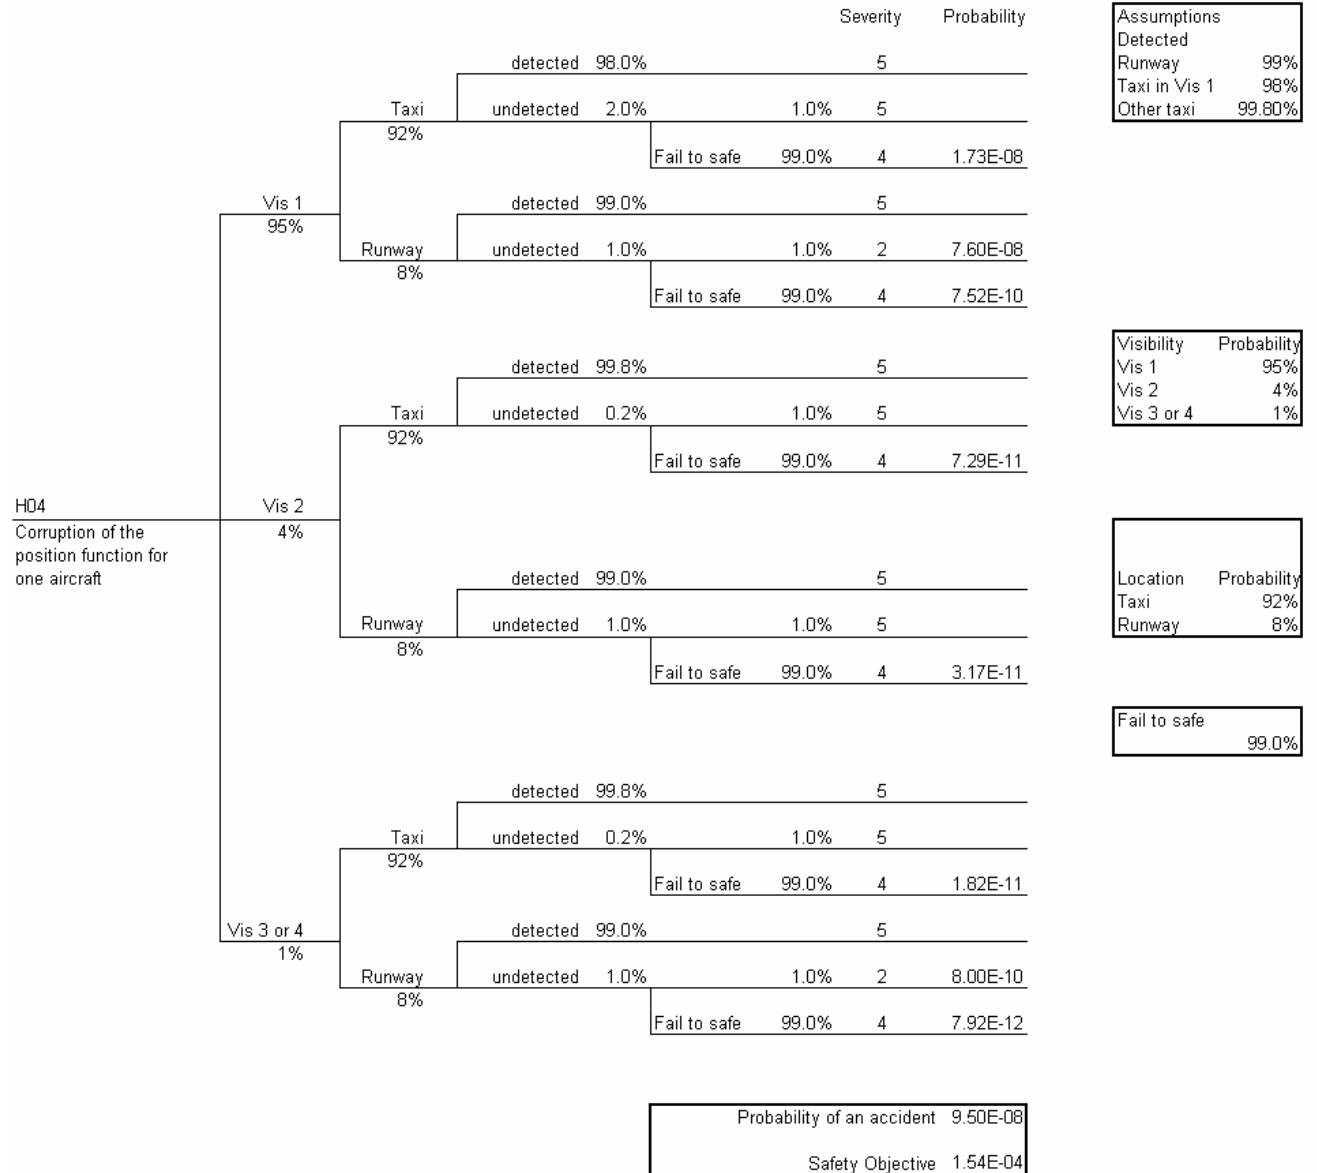 Severity Probability
detected 98.0% 5
Taxi undetected 2.0% 1.0% 5
92%
Fail to safe 99.0% 4 1.73E-08
Vis 1 detected 99.0% 5
95%
Runway undetected 1.0% 1.0% 2 7.60E-08
8%
Fail to safe 99.0% 4 7.52E-10
detected 99.8% 5
Taxi undetected 0.2% 1.0% 5
92%
Fail to safe 99.0% 4 7.29E-11
H04 Vis 2
Corruption of the 4%
position function for
one aircraft
detected 99.0% 5
Runway undetected 1.0% 1.0% 5
8%
Fail to safe 99.0% 4 3.17E-11
detected 99.8% 5
Taxi undetected 0.2% 1.0% 5
92%
Fail to safe 99.0% 4 1.82E-11
Vis 3 or 4 detected 99.0% 5
1%
Runway undetected 1.0% 1.0% 2 8.00E-10
8%
Fail to safe 99.0% 4 7.92E-12
Probability of an accident 9.50E-08
Safety Objective 1.54E-04
Assumptions
Detected
Runway 99%
Taxi in Vis 1 98%
Other taxi 99.80%
Visibility Probability
Vis 1 95%
Vis 2 4%
Vis 3 or 4 1%
Location Probability
Taxi 92%
Runway 8%
Fail to safe
99.0%